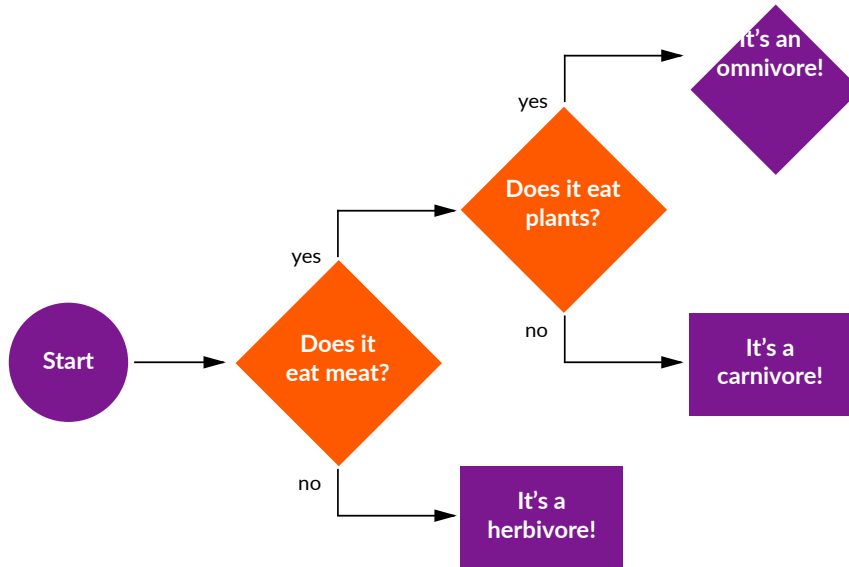 It’s an
omnivore!
yes
Does it eat
plants?
yes
no
Start
Does it
eat meat?
It’s a
carnivore!
no
It’s a
herbivore!